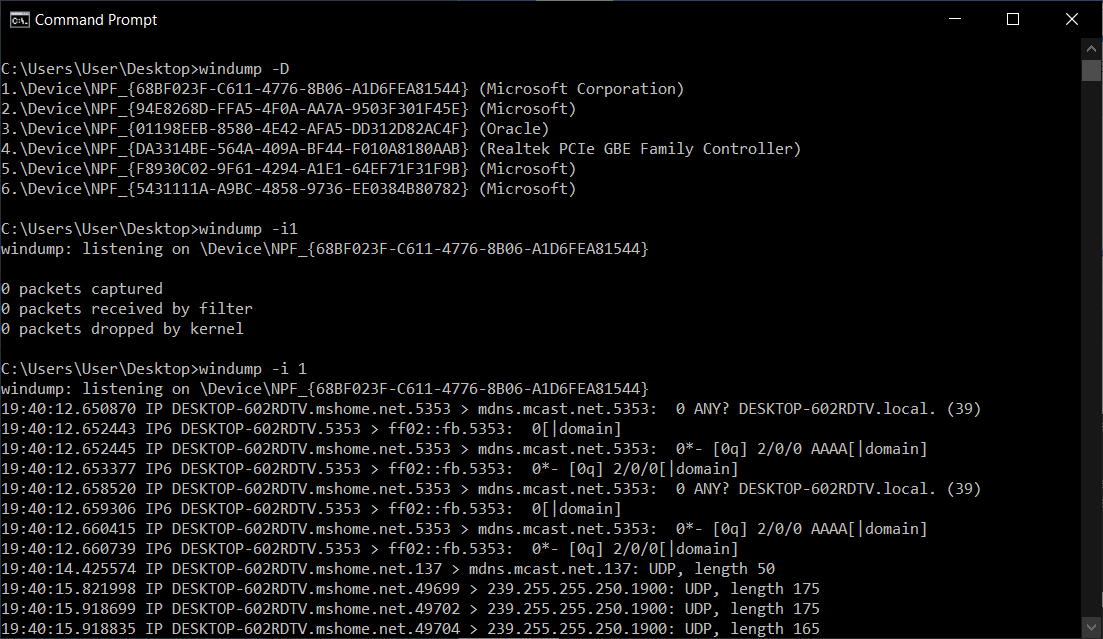 Command Prompt
C:\Users\User\Desktop>windump -D
1.\Device\NPF_{68BF023F-C611-4776-8B06-A1D6FEA81544} (Microsoft Corporation)
2.\Device\NPF_{94E8268D-FFA5-4F0A-AA7A-9503F301F45E} (Microsoft)
3.\Device\NPF_{01198EEB-8580-4E42-AFA5-DD312D82AC4F} (Oracle)
4.\Device\NPF_{DA3314BE-564A-409A-BF44-F010A8180AAB} (Realtek PCIe GBE Family Controller)
5.\Device\NPF_{F8930C02-9F61-4294-A1E1-64EF71F31F9B} (Microsoft)
6.\Device\NPF_{5431111A-A9BC-4858-9736-EE0384B80782} (Microsoft)
C:\Users\User\Desktop>windump -i1
windump: listening on \Device\NPF_{68BF023F-C611-4776-8B06-A1D6FEA81544}
0 packets captured
0 packets received by filter
0 packets dropped by kernel
C:\Users\User\Desktop>windump -i 1
windump: listening on \Device\NPF_{68BF023F-C611-4776-8B06-A1D6FEA81544}
19:40:12.650870 IP DESKTOP-602RDTV.mshome.net.5353 > mdns.mcast.net.5353:  0 ANY? DESKTOP-602RDTV.local. (39)
19:40:12.652443 IP6 DESKTOP-602RDTV.5353 > ff02::fb.5353:  0[|domain]
19:40:12.652445 IP DESKTOP-602RDTV.mshome.net.5353 > mdns.mcast.net.5353:  0*- [0q] 2/0/0 AAAA[|domain]
19:40:12.653377 IP6 DESKTOP-602RDTV.5353 > ff02::fb.5353:  0*- [0q] 2/0/0[|domain]
19:40:12.658520 IP DESKTOP-602RDTV.mshome.net.5353 > mdns.mcast.net.5353:  0 ANY? DESKTOP-602RDTV.local. (39)
19:40:12.659306 IP6 DESKTOP-602RDTV.5353 > ff02::fb.5353:  0[|domain]
19:40:12.660415 IP DESKTOP-602RDTV.mshome.net.5353 > mdns.mcast.net.5353:  0*- [0q] 2/0/0 AAAA[|domain]
19:40:12.660739 IP6 DESKTOP-602RDTV.5353 > ff02::fb.5353:  0*- [0q] 2/0/0[|domain]
19:40:14.425574 IP DESKTOP-602RDTV.mshome.net.137 > mdns.mcast.net.137: UDP, length 50
19:40:15.821998 IP DESKTOP-602RDTV.mshome.net.49699 > 239.255.255.250.1900: UDP, length 175
19:40:15.918699 IP DESKTOP-602RDTV.mshome.net.49702 > 239.255.255.250.1900: UDP, length 175
19:40:15.918835 IP DESKTOP-602RDTV.mshome.net.49704 > 239.255.255.250.1900: UDP, length 165